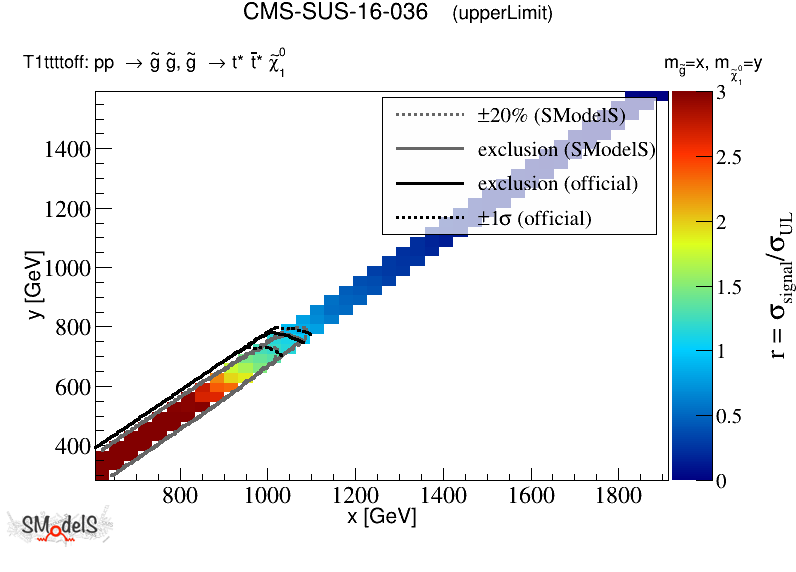 CMS-SUS-16-036 (upperLimit)
T1ttttoff: pp → g̃ g̃, g̃ → t* t̄* χ̃₁⁰
m_g̃=x, m_χ̃₁⁰=y
±20% (SModelS)
exclusion (SModelS)
exclusion (official)
±1σ (official)
y [GeV]
1400
1200
1000
800
600
400
800 1000 1200 1400 1600 1800
x [GeV]
3
2.5
2
1.5
1
0.5
0
r = σ_signal/σ_UL
SModelS